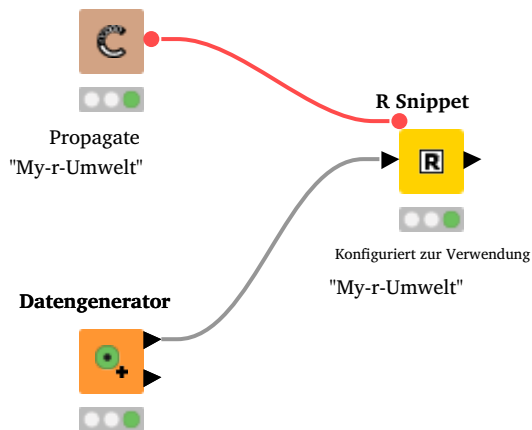 R Snippet
Propagate
"My-r-Umwelt"
R
Konfiguriert zur Verwendung
"My-r-Umwelt"
Datengenerator